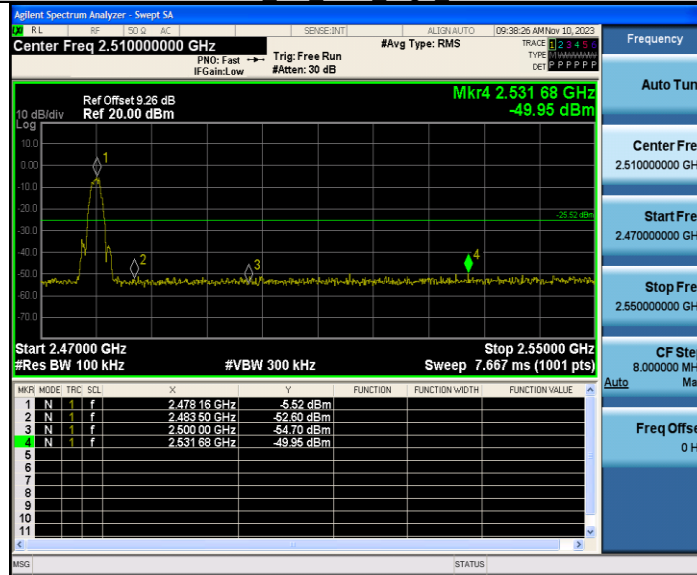 Agilent Spectrum Analyzer - Swept SA
RL RF 50 Ω AC SENSE:INT ALIGN AUTO 09:38:26 AM Nov 10, 2023
Center Freq 2.510000000 GHz
#Avg Type: RMS
TRACE 1 2 3 4 5 6
PNO: Fast Trig: Free Run
TYPE
IFGain:Low #Atten: 30 dB
DET P P P P P P
Mkr4 2.531 68 GHz
Ref Offset 9.26 dB
-49.95 dBm
10 dB/div Ref 20.00 dBm
Log
10.0
0.00
-10.0
-20.0
-25.52 dBm
-30.0
-40.0
-50.0
-60.0
-70.0
1
2
3
4
Start 2.47000 GHz Stop 2.55000 GHz
#Res BW 100 kHz #VBW 300 kHz Sweep 7.667 ms (1001 pts)
MKR MODE TRC SCL X Y FUNCTION FUNCTION WIDTH FUNCTION VALUE
1 N 1 f 2.478 16 GHz -5.52 dBm
2 N 1 f 2.483 50 GHz -52.60 dBm
3 N 1 f 2.500 00 GHz -54.70 dBm
4 N 1 f 2.531 68 GHz -49.95 dBm
5
6
7
8
9
10
11
MSG STATUS
Frequency
Auto Tun
Center Fre
2.510000000 GH
Start Fre
2.470000000 GH
Stop Fre
2.550000000 GH
CF Ste
8.000000 MH
Auto Ma
Freq Offse
0 H